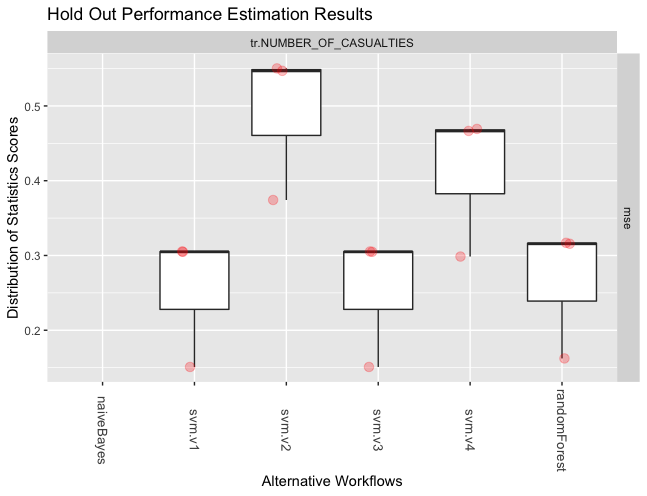 Hold Out Performance Estimation Results
tr.NUMBER_OF_CASUALTIES
Distribution of Statistics Scores
0.5
0.4
0.3
0.2
mse
naiveBayes
svm.v1
svm.v2
svm.v3
svm.v4
randomForest
Alternative Workflows